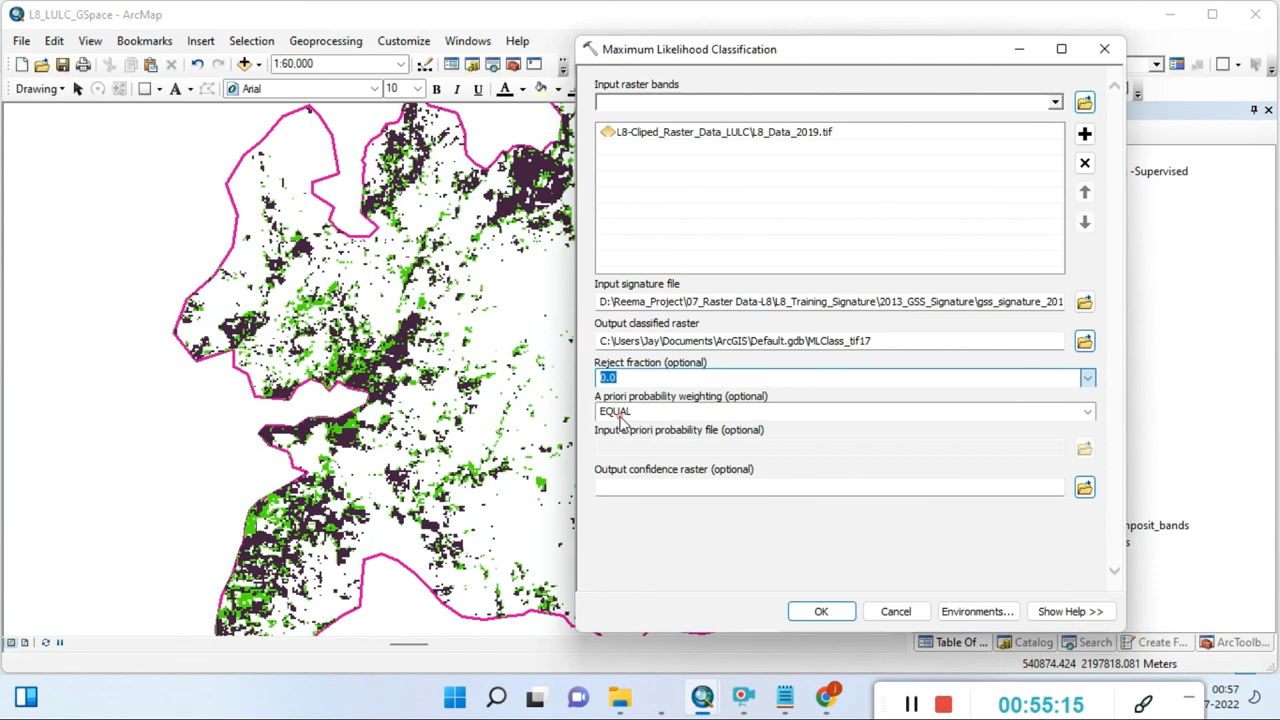 L8_LULC_GSpace - ArcMap
File Edit View Bookmarks Insert Selection Geoprocessing Customize Windows Help
1:60,000
Drawing Arial 10 B I U A
Maximum Likelihood Classification
Input raster bands
L8-Cliped_Raster_Data_LULC\L8_Data_2019.tif
Input signature file
D:\Reema_Project\07_Raster Data-L8\L8_Training_Signature\2013_GSS_Signature\gss_signature_201
Output classified raster
C:\Users\Jay\Documents\ArcGIS\Default.gdb\MLClass_tif17
Reject fraction (optional)
0.0
A priori probability weighting (optional)
EQUAL
Input a priori probability file (optional)
Output confidence raster (optional)
OK Cancel Environments... Show Help >>
-Supervised
posit_bands
Table Of ... Catalog Search Create F... ArcToolb...
540874.424 2197818.081 Meters
00:55:15
00:57
7-2022